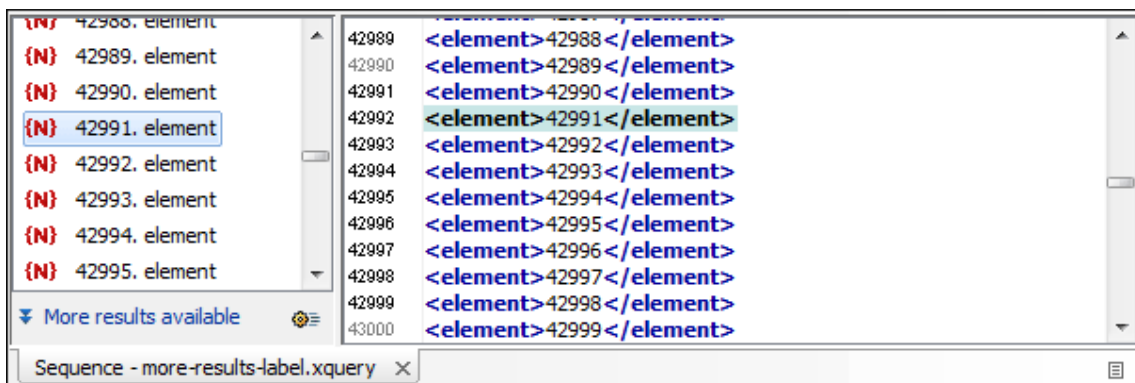 {N} 42988. element
{N} 42989. element
{N} 42990. element
{N} 42991. element
{N} 42992. element
{N} 42993. element
{N} 42994. element
{N} 42995. element
More results available
42989 <element>42988</element>
42990 <element>42989</element>
42991 <element>42990</element>
42992 <element>42991</element>
42993 <element>42992</element>
42994 <element>42993</element>
42995 <element>42994</element>
42996 <element>42995</element>
42997 <element>42996</element>
42998 <element>42997</element>
42999 <element>42998</element>
43000 <element>42999</element>
Sequence - more-results-label.xquery